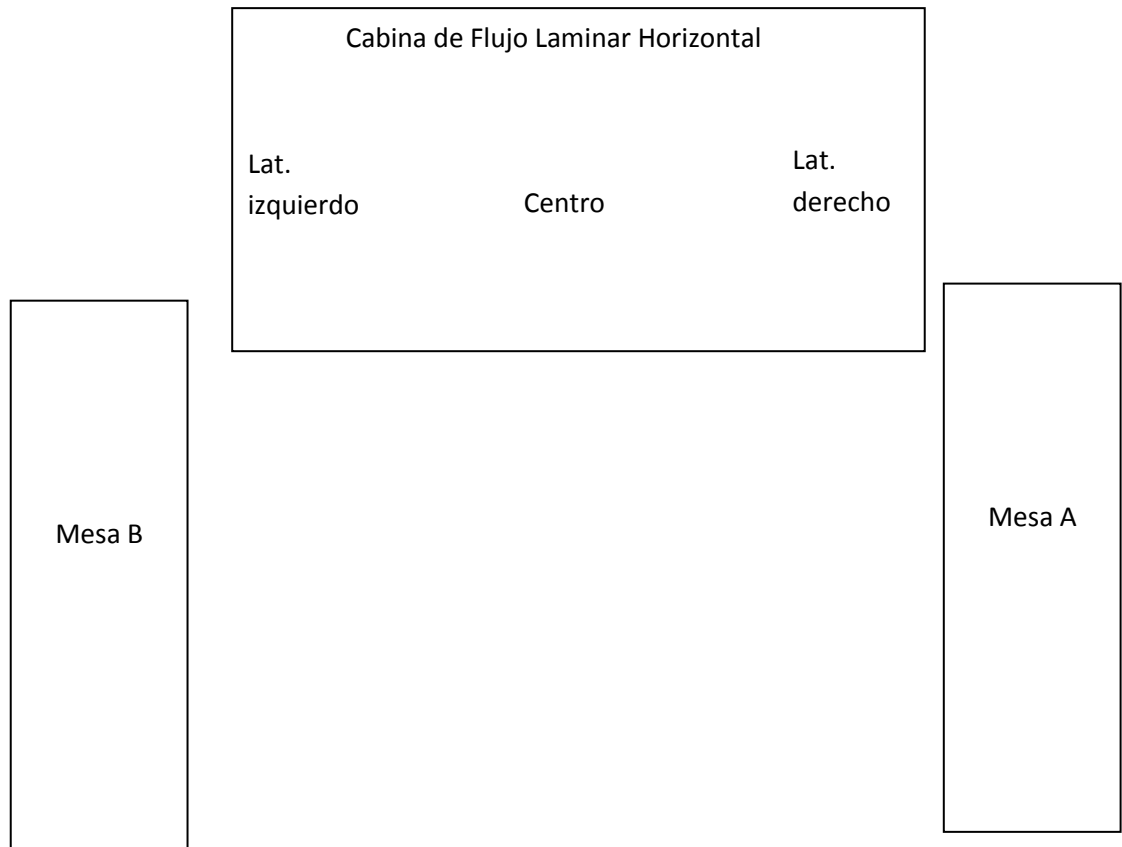 Cabina de Flujo Laminar Horizontal
Lat.
izquierdo
Centro
Lat.
derecho
Mesa B
Mesa A